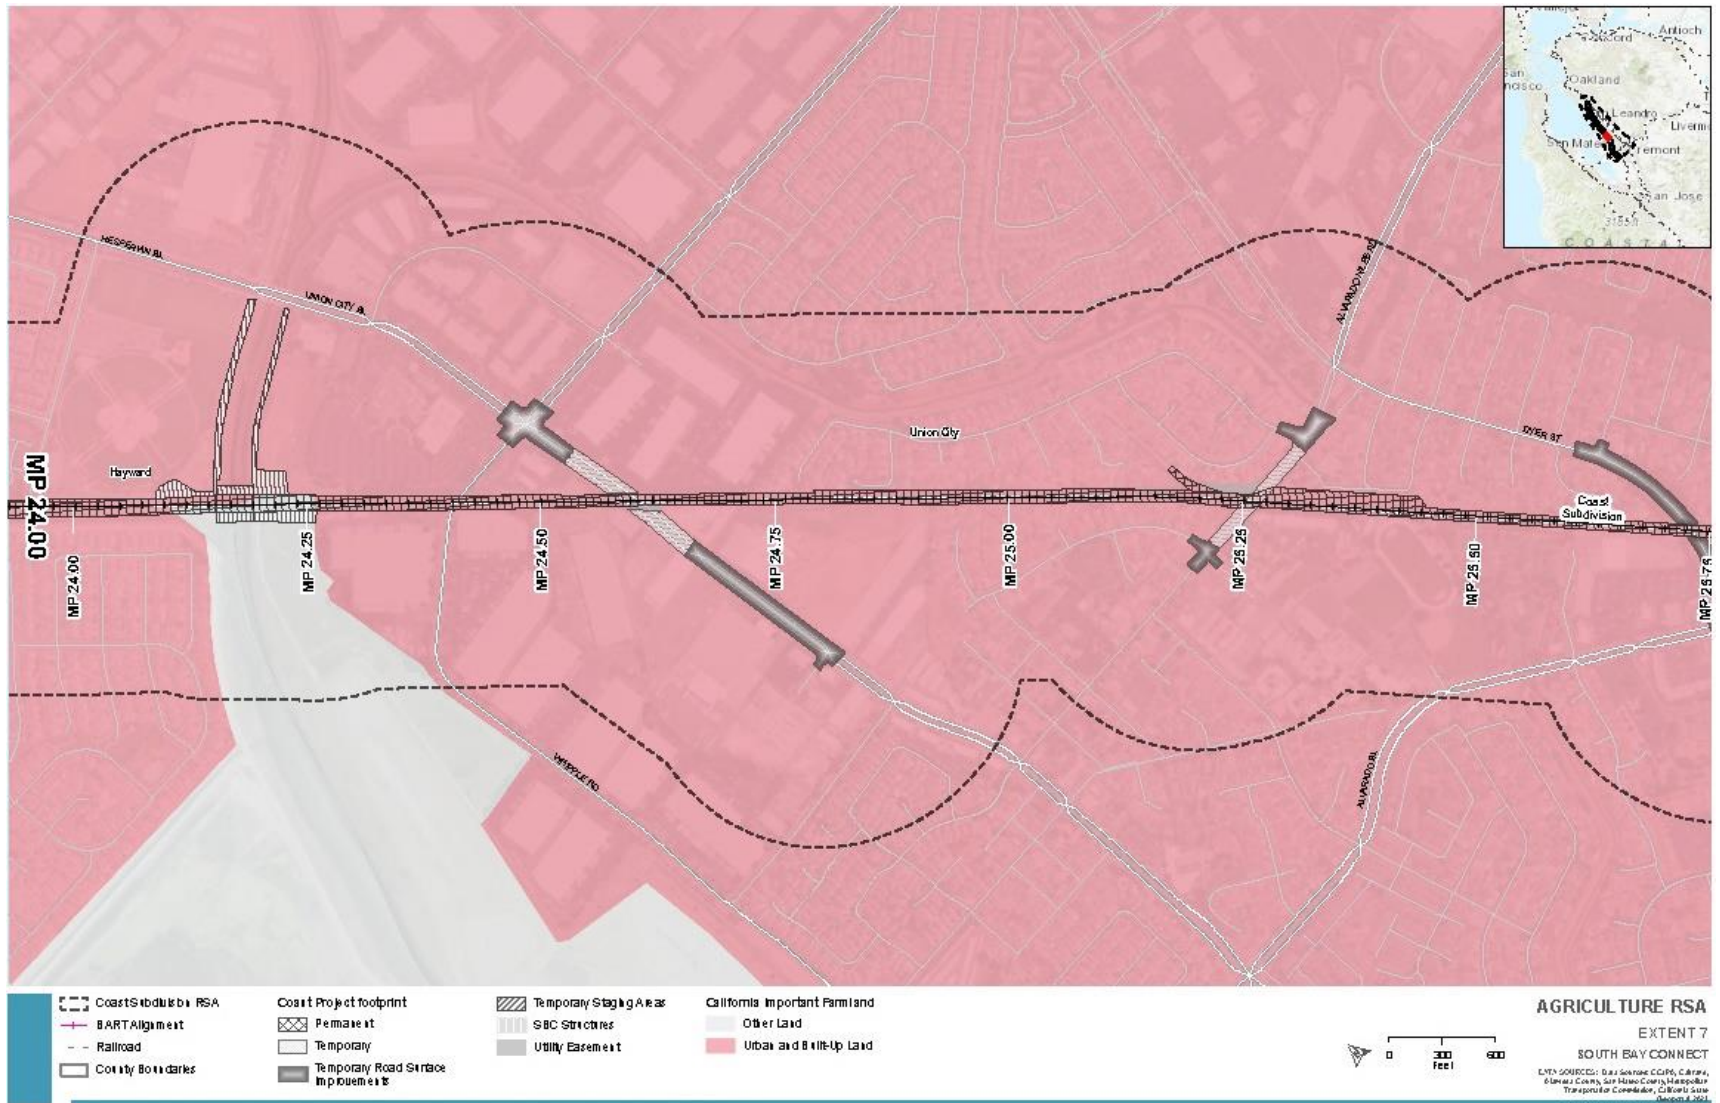 Antioch
Oakland
Leandro
San Jose
HESPERIAN BL
UNION CITY BL
ALVARADO NILES RD
Union City
DYER ST
Hayward
Coast
Subdivision
MP 24.00
MP 24.00
MP 24.25
MP 24.50
MP 24.75
MP 25.00
MP 25.25
MP 25.50
MP 25.75
WHIPPLE RD
ALVARADO BL
Coast Subdivision RSA
BART Alignment
Railroad
County Boundaries
Coast Project footprint
Permanent
Temporary
Temporary Road Surface
Improvements
Temporary Staging Areas
SBC Structures
Utility Easement
California Important Farmland
Other Land
Urban and Built-Up Land
0 300 600
Feet
AGRICULTURE RSA
EXTENT 7
SOUTH BAY CONNECT